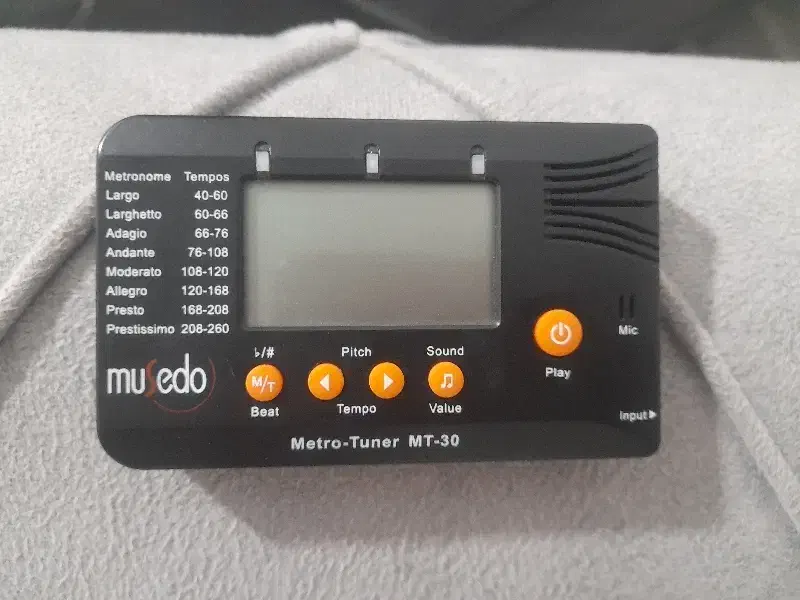 Metronome Tempos
Largo 40-60
Larghetto 60-66
Adagio 66-76
Andante 76-108
Moderato 108-120
Allegro 120-168
Presto 168-208
Prestissimo 208-260
musedo
♭/# Pitch Sound
M/T
Beat Tempo Value
Play
Mic
Input
Metro-Tuner MT-30